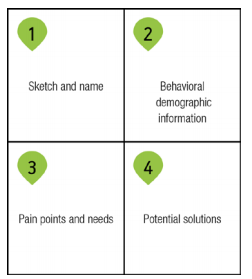 1
Sketch and name
2
Behavioral
demographic
information
3
Pain points and needs
4
Potential solutions